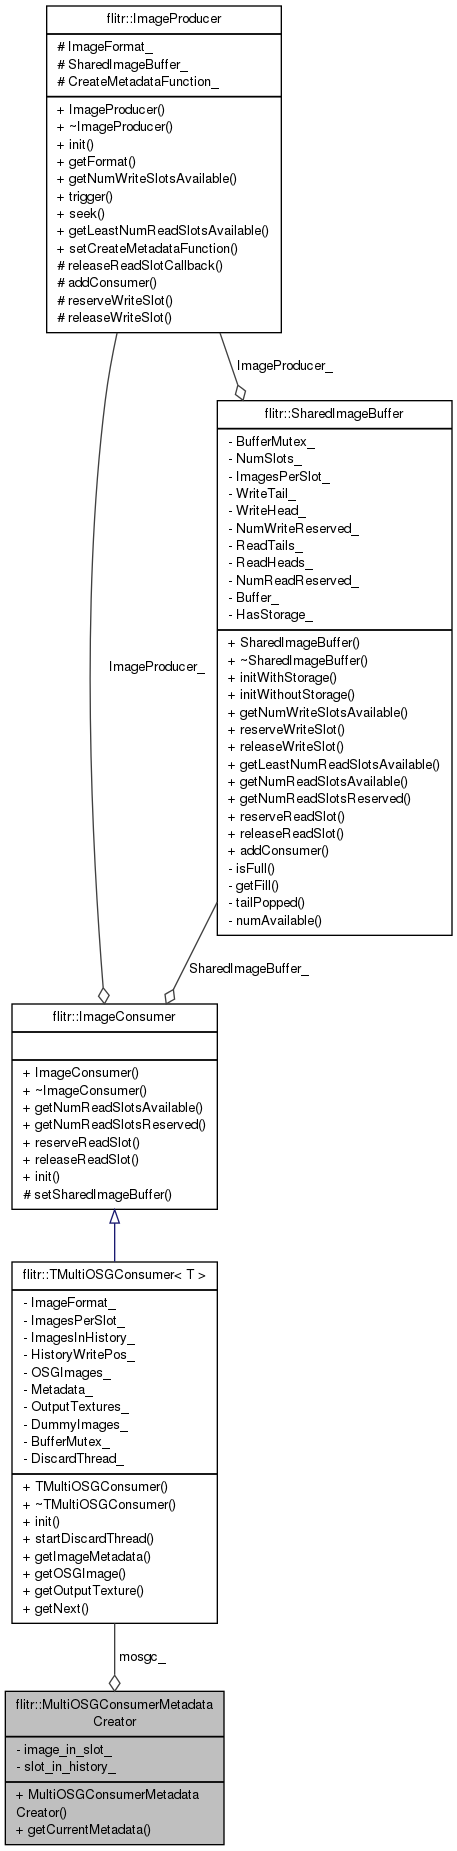 flitr::ImageProducer
# ImageFormat_
# SharedImageBuffer_
# CreateMetadataFunction_
+ ImageProducer()
+ ~ImageProducer()
+ init()
+ getFormat()
+ getNumWriteSlotsAvailable()
+ trigger()
+ seek()
+ getLeastNumReadSlotsAvailable()
+ setCreateMetadataFunction()
# releaseReadSlotCallback()
# addConsumer()
# reserveWriteSlot()
# releaseWriteSlot()
ImageProducer_
flitr::SharedImageBuffer
- BufferMutex_
- NumSlots_
- ImagesPerSlot_
- WriteTail_
- WriteHead_
- NumWriteReserved_
- ReadTails_
- ReadHeads_
- NumReadReserved_
- Buffer_
- HasStorage_
+ SharedImageBuffer()
+ ~SharedImageBuffer()
+ initWithStorage()
+ initWithoutStorage()
+ getNumWriteSlotsAvailable()
+ reserveWriteSlot()
+ releaseWriteSlot()
+ getLeastNumReadSlotsAvailable()
+ getNumReadSlotsAvailable()
+ getNumReadSlotsReserved()
+ reserveReadSlot()
+ releaseReadSlot()
+ addConsumer()
- isFull()
- getFill()
- tailPopped()
- numAvailable()
ImageProducer_
SharedImageBuffer_
flitr::ImageConsumer
+ ImageConsumer()
+ ~ImageConsumer()
+ getNumReadSlotsAvailable()
+ getNumReadSlotsReserved()
+ reserveReadSlot()
+ releaseReadSlot()
+ init()
# setSharedImageBuffer()
flitr::TMultiOSGConsumer< T >
- ImageFormat_
- ImagesPerSlot_
- ImagesInHistory_
- HistoryWritePos_
- OSGImages_
- Metadata_
- OutputTextures_
- DummyImages_
- BufferMutex_
- DiscardThread_
+ TMultiOSGConsumer()
+ ~TMultiOSGConsumer()
+ init()
+ startDiscardThread()
+ getImageMetadata()
+ getOSGImage()
+ getOutputTexture()
+ getNext()
mosgc_
flitr::MultiOSGConsumerMetadata
Creator
- image_in_slot_
- slot_in_history_
+ MultiOSGConsumerMetadata
Creator()
+ getCurrentMetadata()